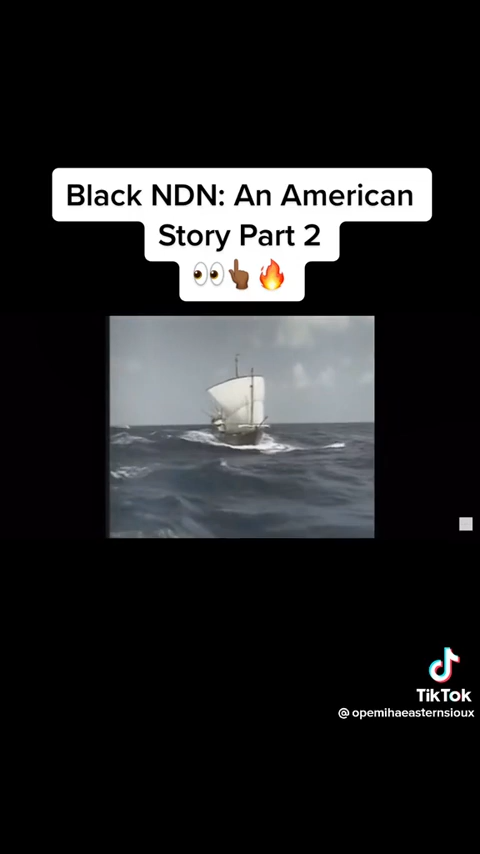 Black NDN: An American
Story Part 2
👀👆🏾🔥
TikTok
@opemihaeasternsioux